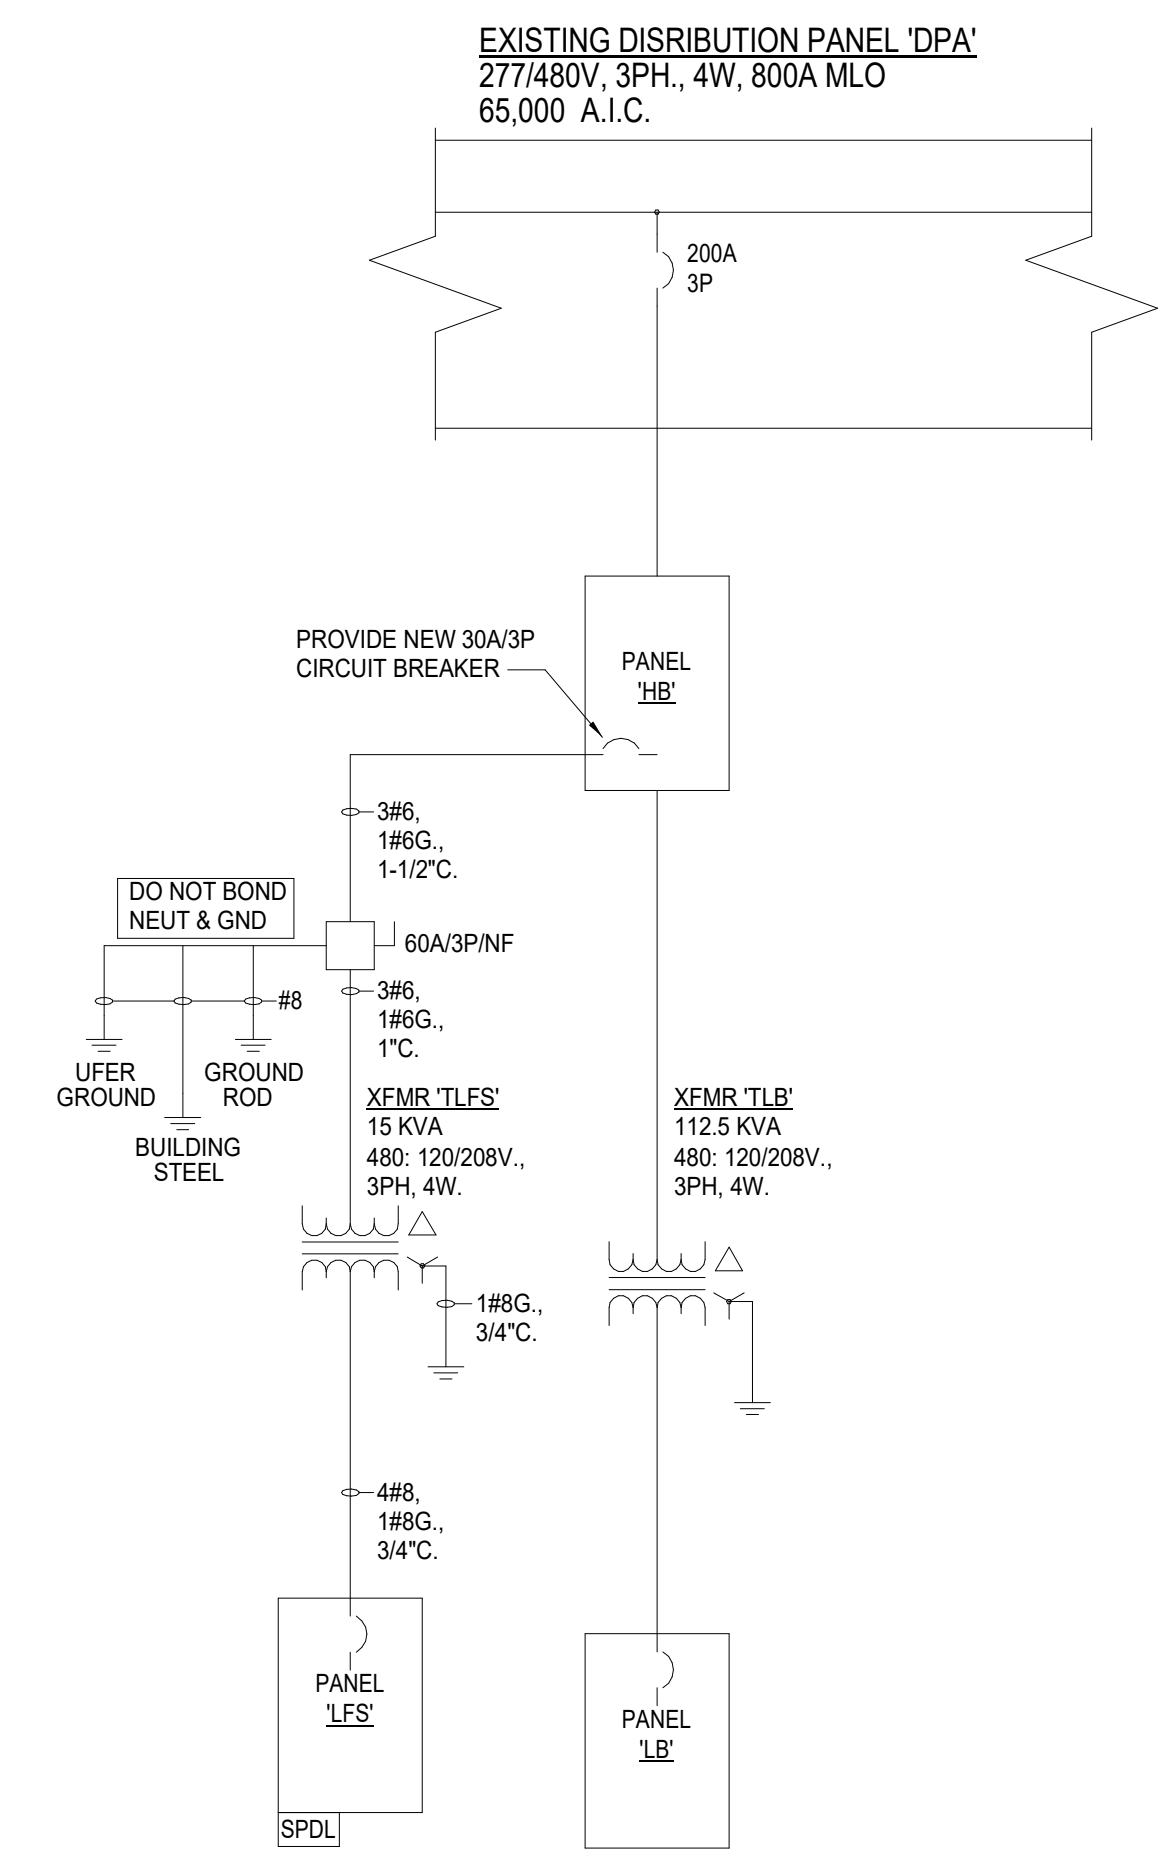 EXISTING DISRIBUTION PANEL 'DPA'
277/480V, 3PH., 4W, 800A MLO
65,000 A.I.C.
200A
3P
PROVIDE NEW 30A/3P
CIRCUIT BREAKER
PANEL
'HB'
3#6,
1#6G.,
1-1/2"C.
DO NOT BOND
NEUT & GND
60A/3P/NF
#8
3#6,
1#6G.,
1"C.
UFER
GROUND
GROUND
ROD
BUILDING
STEEL
XFMR 'TLFS'
15 KVA
480: 120/208V.,
3PH, 4W.
XFMR 'TLB'
112.5 KVA
480: 120/208V.,
3PH, 4W.
1#8G.,
3/4"C.
4#8,
1#8G.,
3/4"C.
PANEL
'LFS'
SPDL
PANEL
'LB'